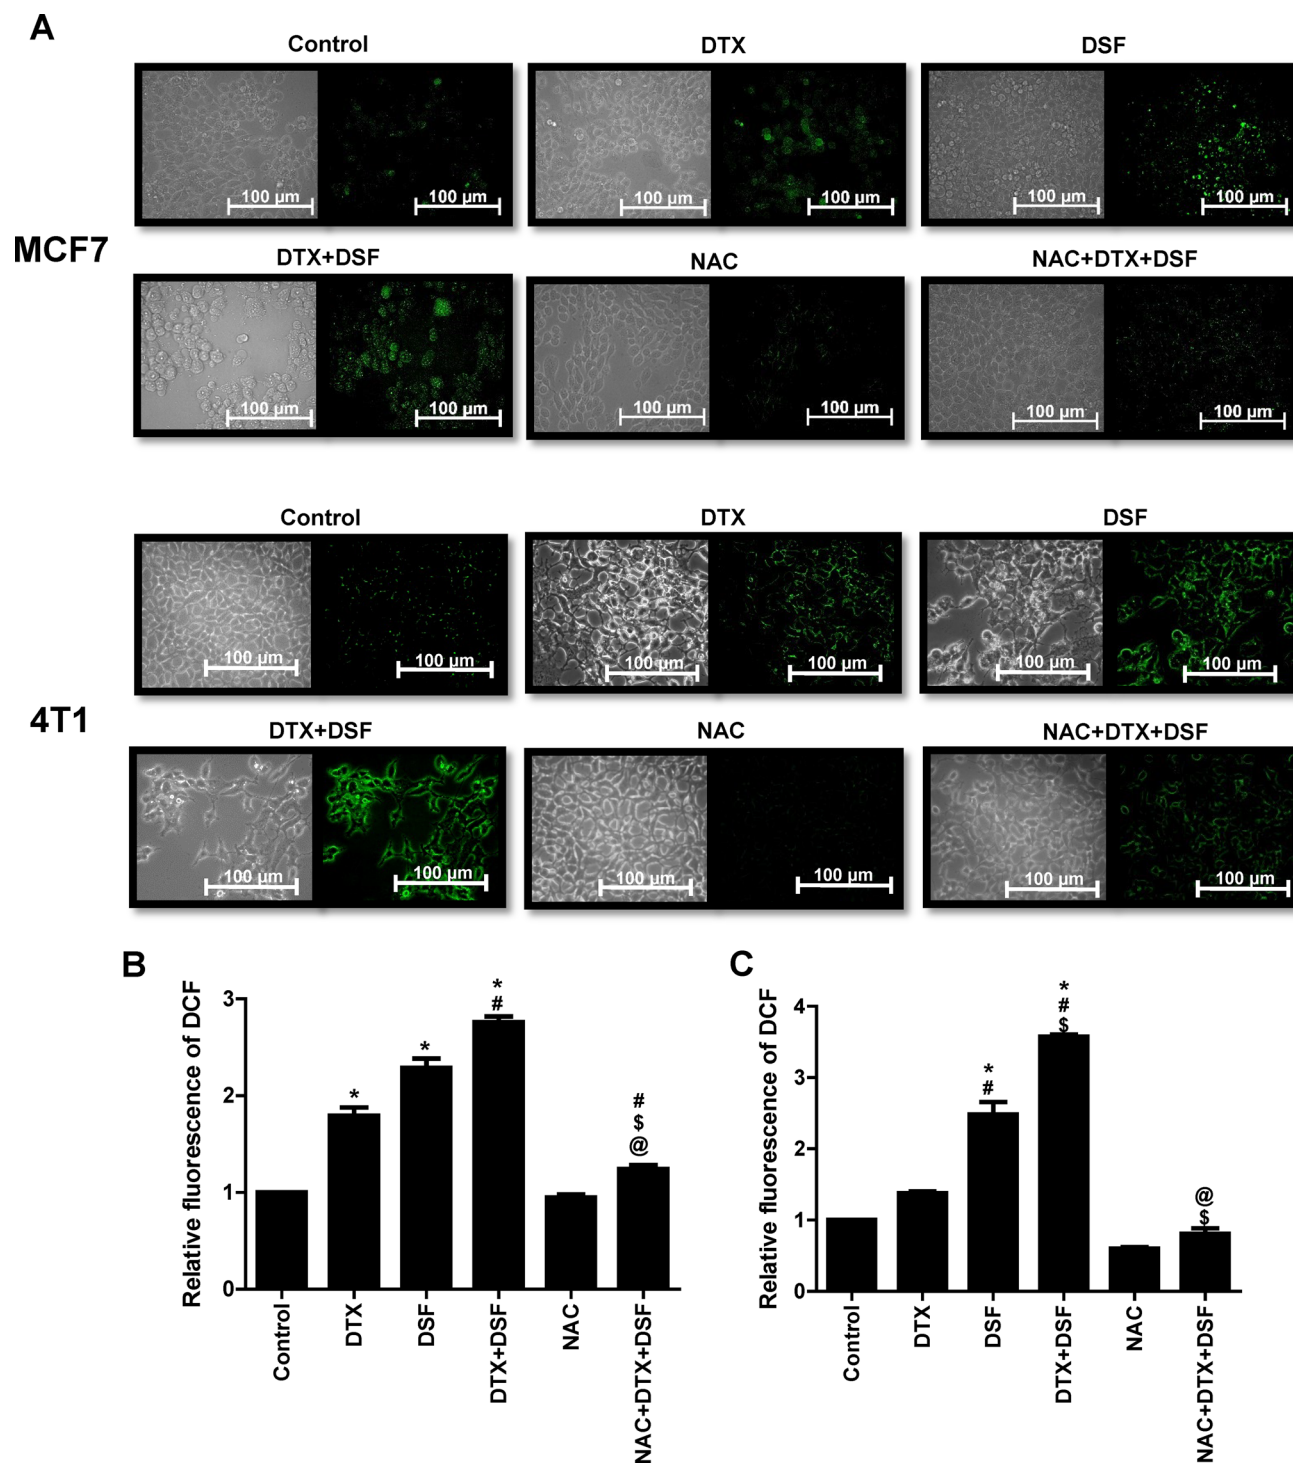 A
Control DTX DSF
100 µm 100 µm 100 µm 100 µm 100 µm 100 µm
MCF7
DTX+DSF NAC NAC+DTX+DSF
100 µm 100 µm 100 µm 100 µm 100 µm 100 µm
Control DTX DSF
100 µm 100 µm 100 µm 100 µm 100 µm 100 µm
4T1
DTX+DSF NAC NAC+DTX+DSF
100 µm 100 µm 100 µm 100 µm 100 µm 100 µm
B
Relative fluorescence of DCF
3
2
1
0
*
*
*
#
#
$
@
Control
DTX
DSF
DTX+DSF
NAC
NAC+DTX+DSF
C
Relative fluorescence of DCF
4
3
2
1
0
*
#
*
#
$
@
$
Control
DTX
DSF
DTX+DSF
NAC
NAC+DTX+DSF